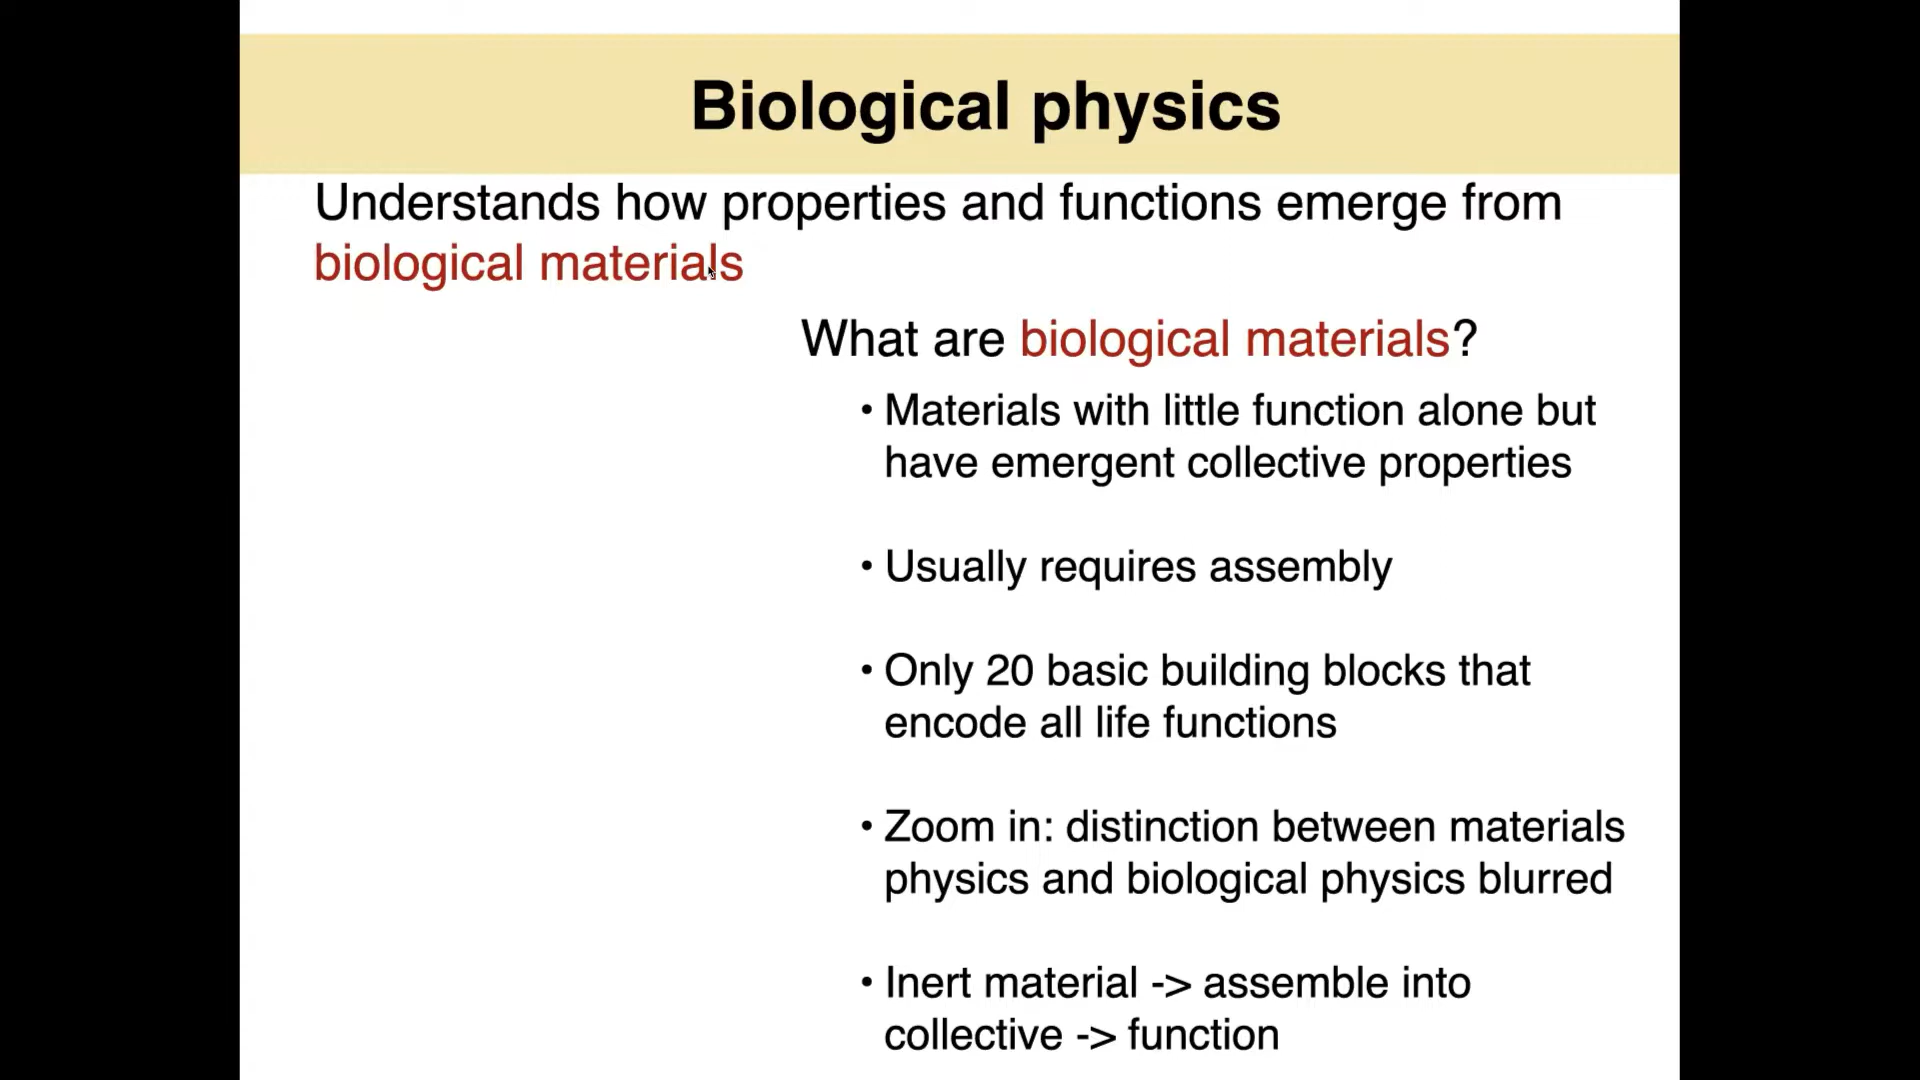 Biological physics
Understands how properties and functions emerge from
biological materials
What are biological materials?
• Materials with little function alone but
have emergent collective properties
• Usually requires assembly
• Only 20 basic building blocks that
encode all life functions
• Zoom in: distinction between materials
physics and biological physics blurred
• Inert material -> assemble into
collective -> function